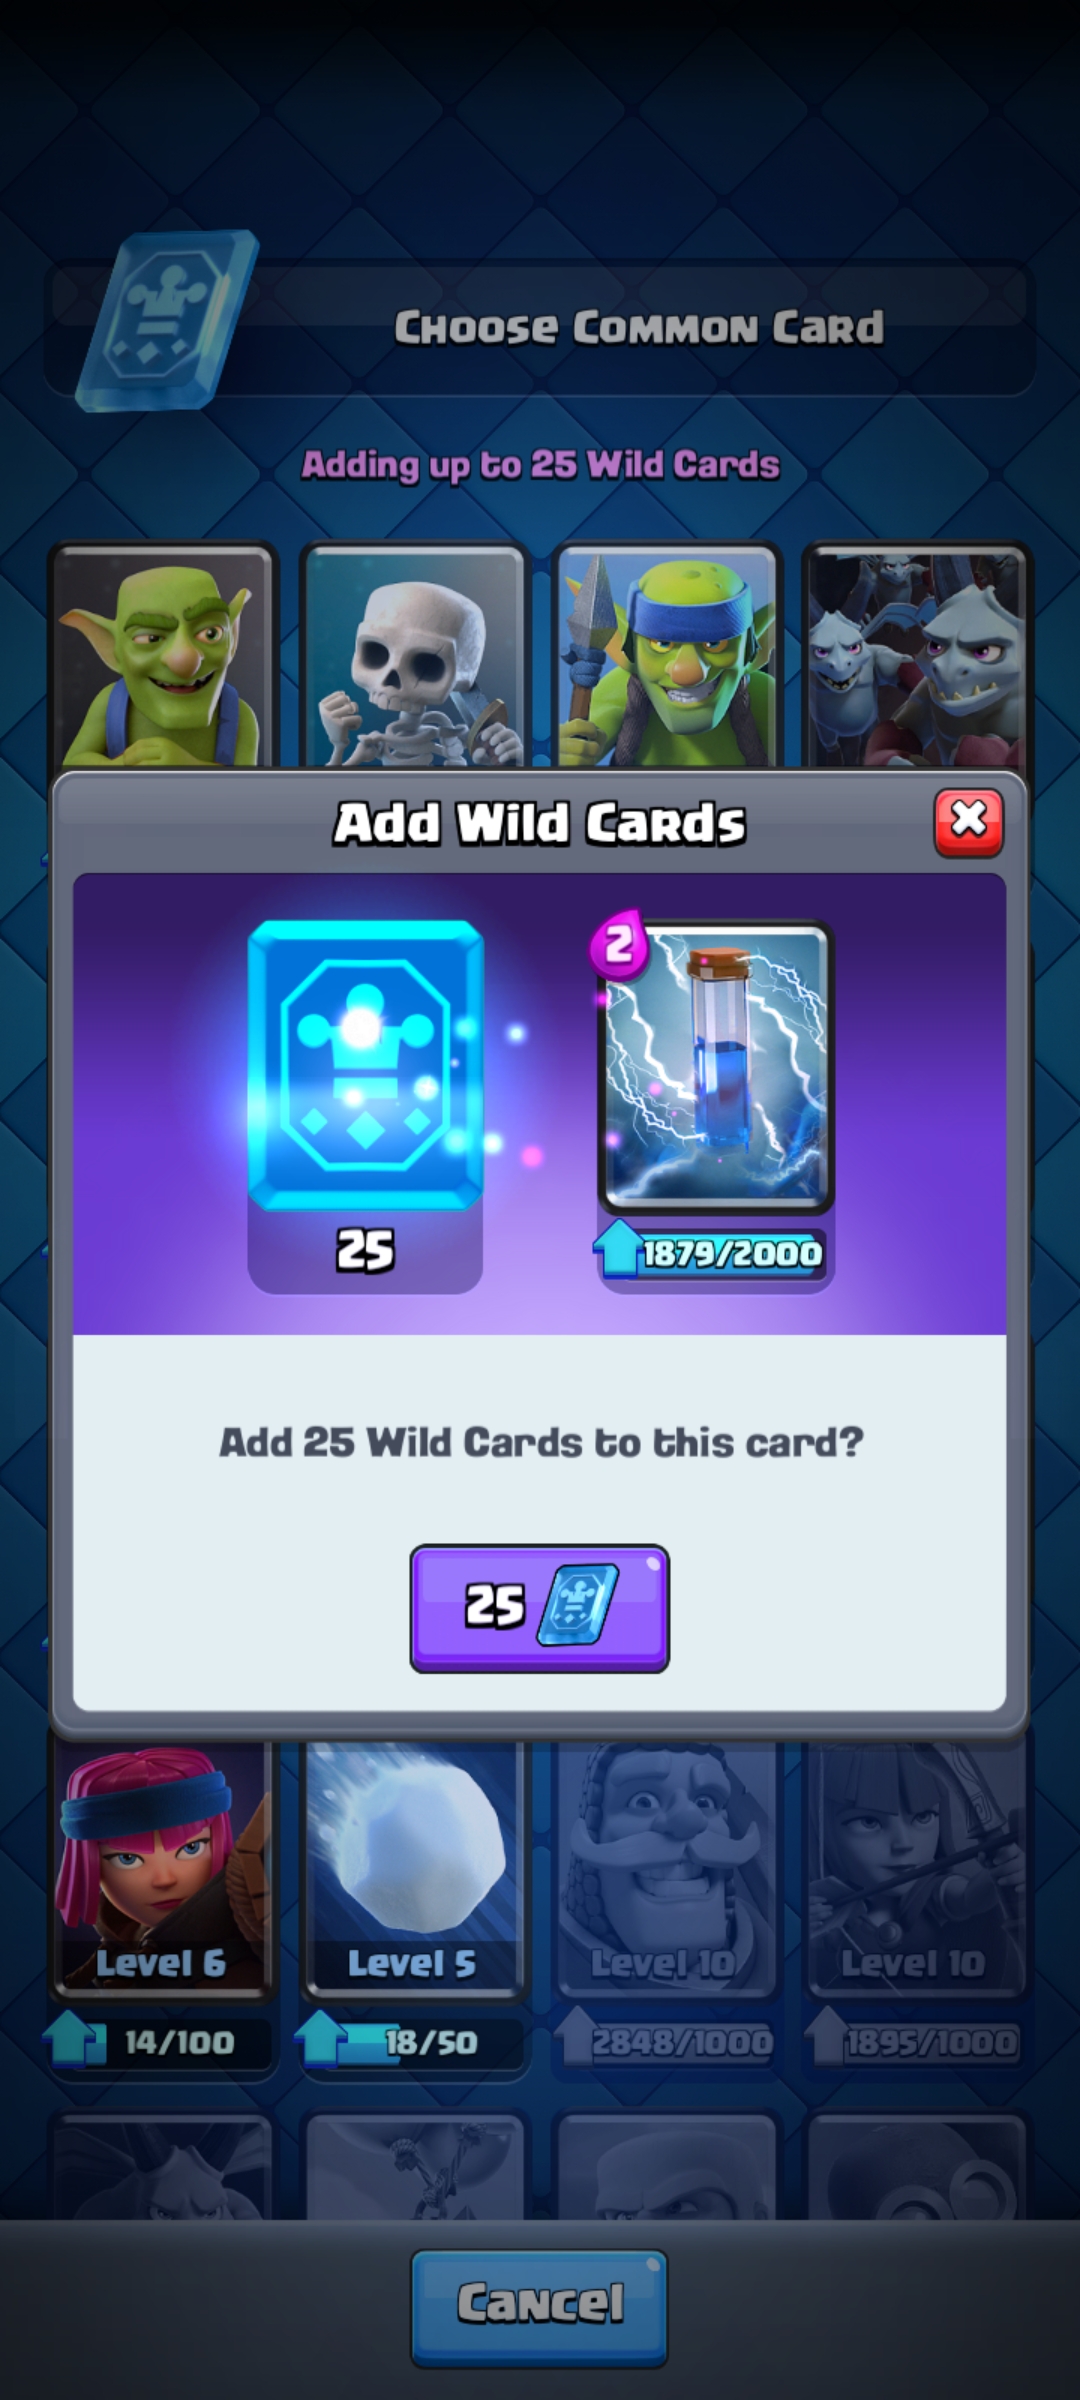 Choose Common Card
Adding up to 25 Wild Cards
Add Wild Cards
2
25
1879/2000
Add 25 Wild Cards to this card?
25
Level 6
Level 5
Level 10
Level 10
14/100
18/50
2848/1000
1895/1000
Cancel